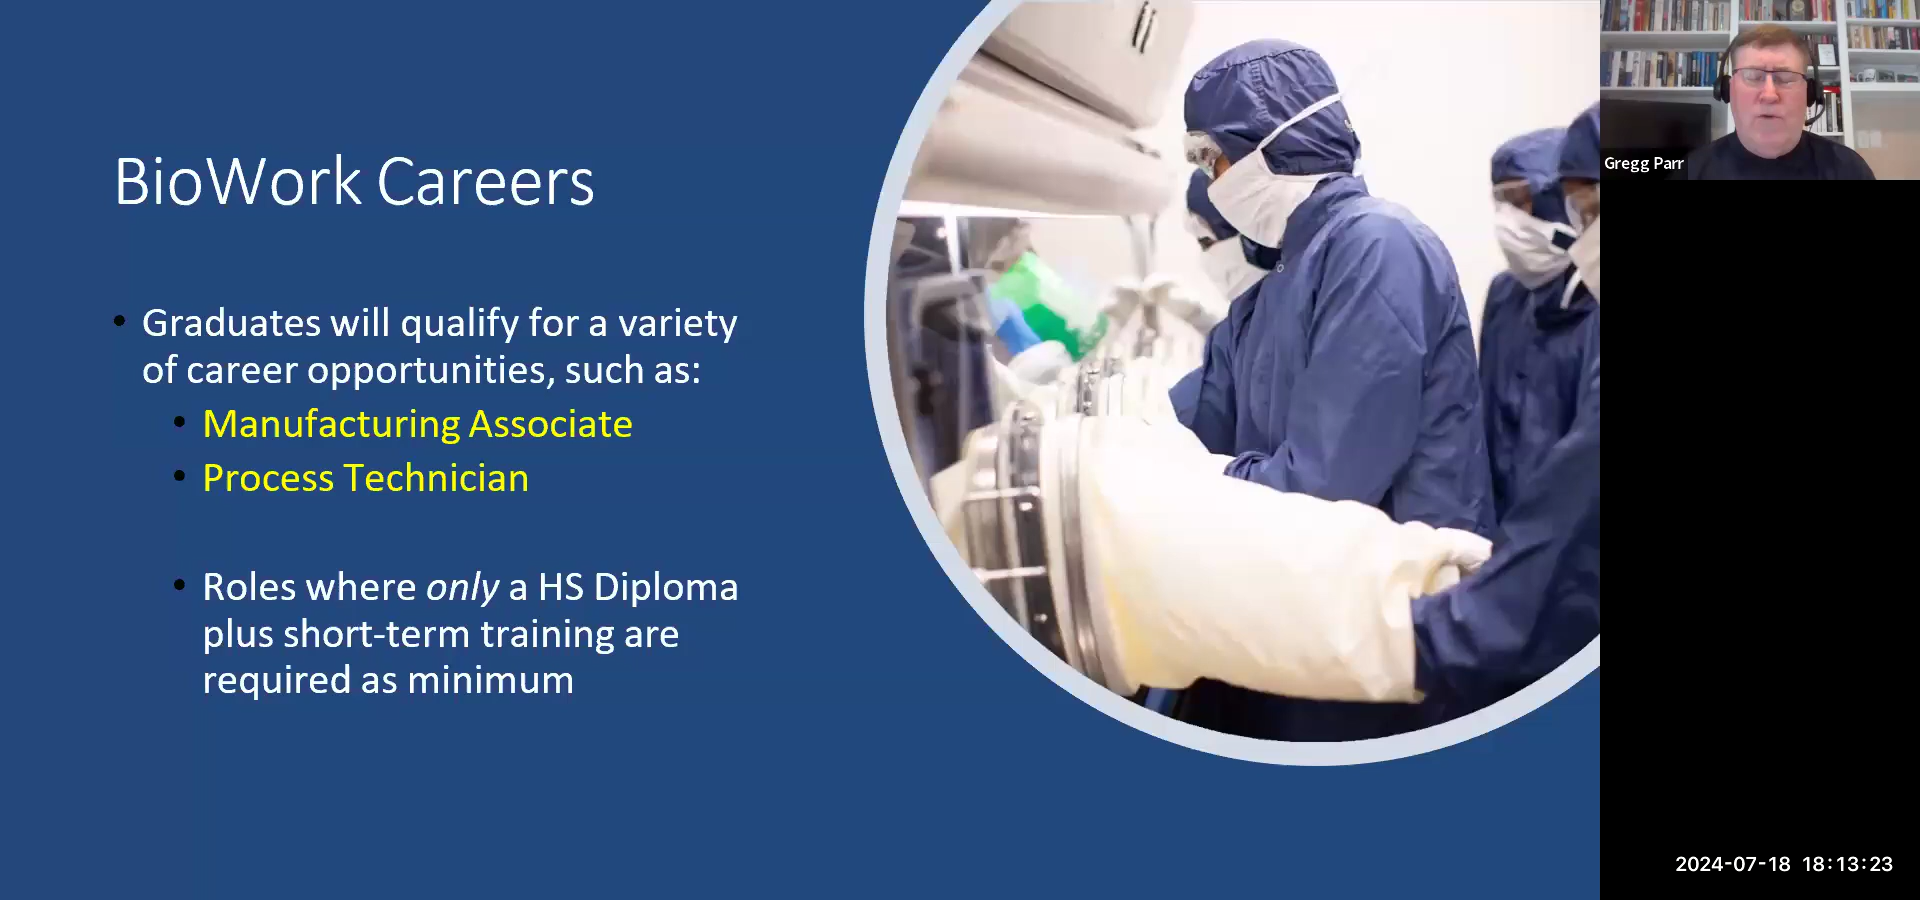 BioWork Careers
• Graduates will qualify for a variety
of career opportunities, such as:
• Manufacturing Associate
• Process Technician
• Roles where only a HS Diploma
plus short-term training are
required as minimum
Gregg Parr
2024-07-18 18:13:23